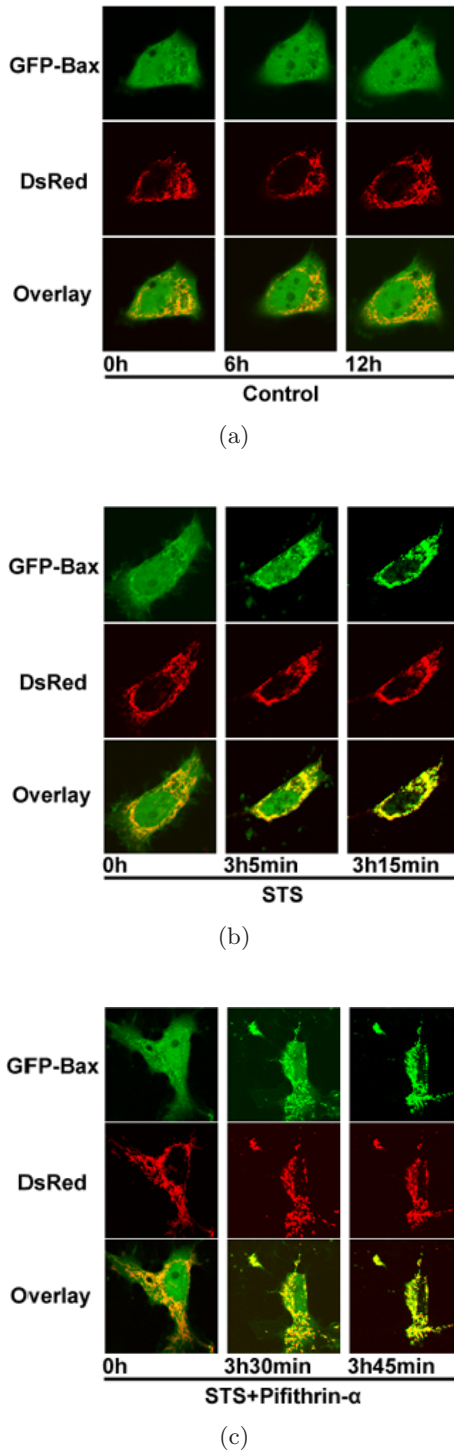 GFP-Bax
DsRed
Overlay
0h 6h 12h
Control
(a)
GFP-Bax
DsRed
Overlay
0h 3h5min 3h15min
STS
(b)
GFP-Bax
DsRed
Overlay
0h 3h30min 3h45min
STS+Pifithrin-α
(c)